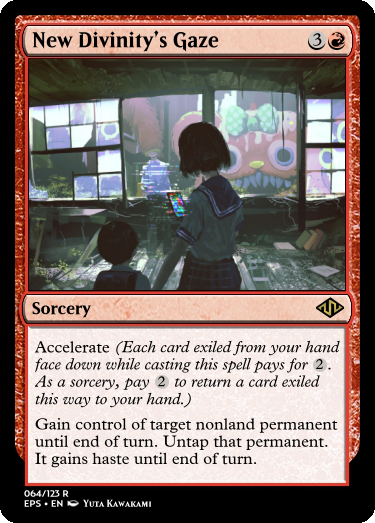 New Divinity's Gaze 3
Sorcery
Accelerate (Each card exiled from your hand
face down while casting this spell pays for 2.
As a sorcery, pay 2 to return a card exiled
this way to your hand.)
Gain control of target nonland permanent
until end of turn. Untap that permanent.
It gains haste until end of turn.
064/123 R
EPS • EN Yuta Kawakami